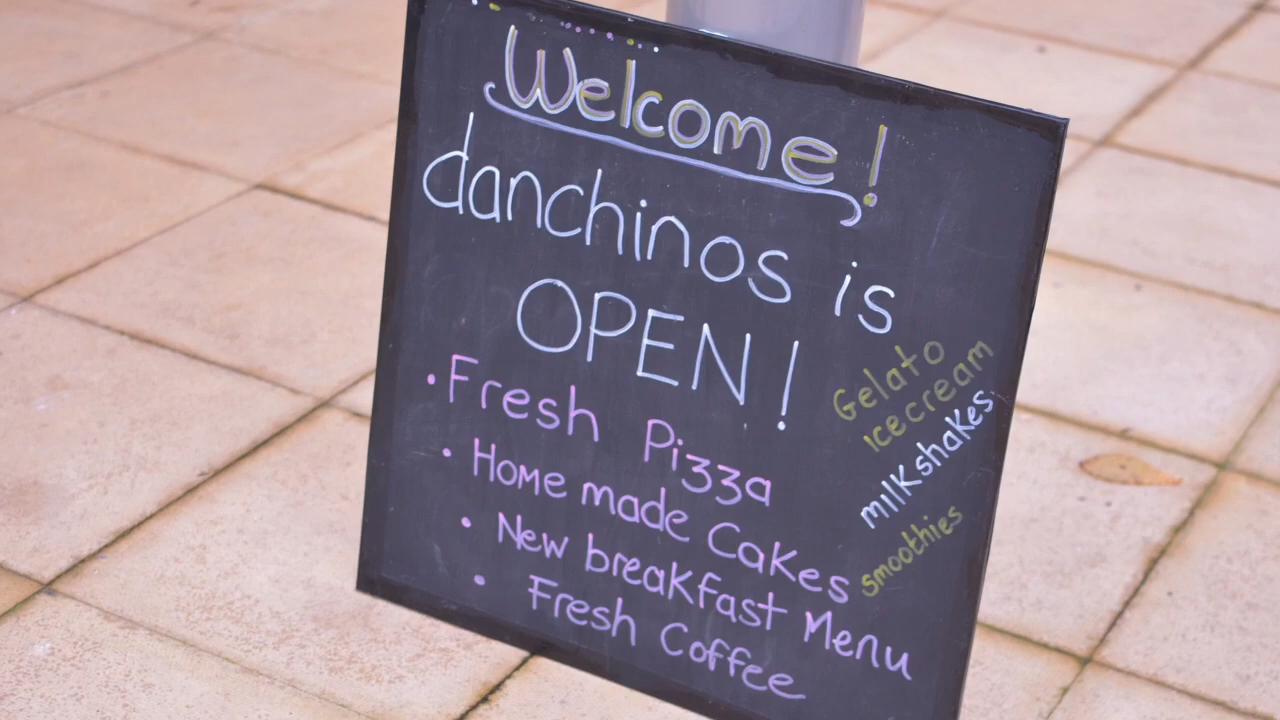 Welcome!
danchinos is
OPEN!
• Fresh Pizza
• Home made Cakes
• New breakfast Menu
• Fresh Coffee
Gelato
icecream
milkshakes
smoothies